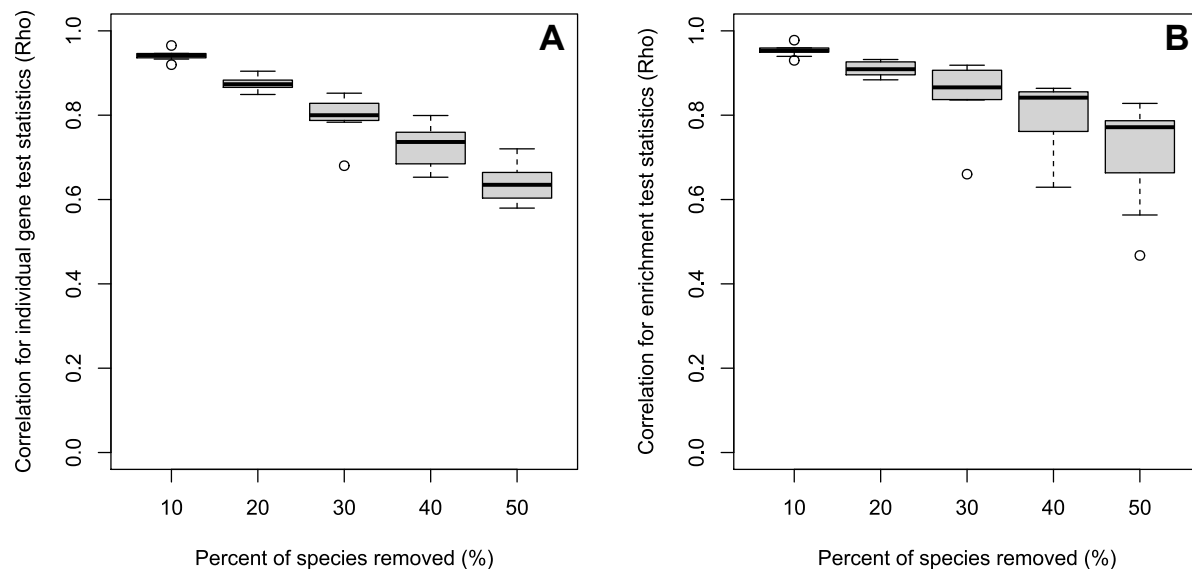 A
Correlation for individual gene test statistics (Rho)
1.0
0.8
0.6
0.4
0.2
0.0
10 20 30 40 50
Percent of species removed (%)
B
Correlation for enrichment test statistics (Rho)
1.0
0.8
0.6
0.4
0.2
0.0
10 20 30 40 50
Percent of species removed (%)